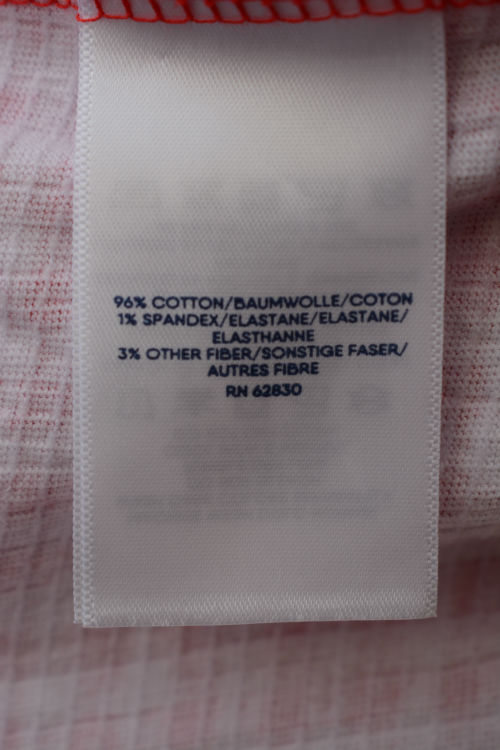 96% COTTON/BAUMWOLLE/COTON
1% SPANDEX/ELASTANE/ELASTANE/
ELASTHANNE
3% OTHER FIBER/SONSTIGE FASER/
AUTRES FIBRE
RN 62830